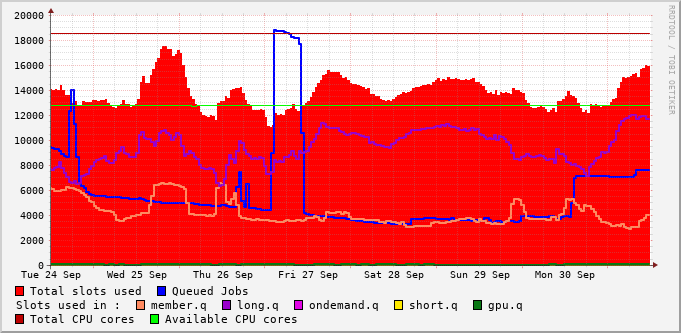 20000
18000
16000
14000
12000
10000
8000
6000
4000
2000
0
Tue 24 Sep Wed 25 Sep Thu 26 Sep Fri 27 Sep Sat 28 Sep Sun 29 Sep Mon 30 Sep
RRDTOOL / TOBI OETIKER
Total slots used Queued Jobs
Slots used in : member.q long.q ondemand.q short.q gpu.q
Total CPU cores Available CPU cores